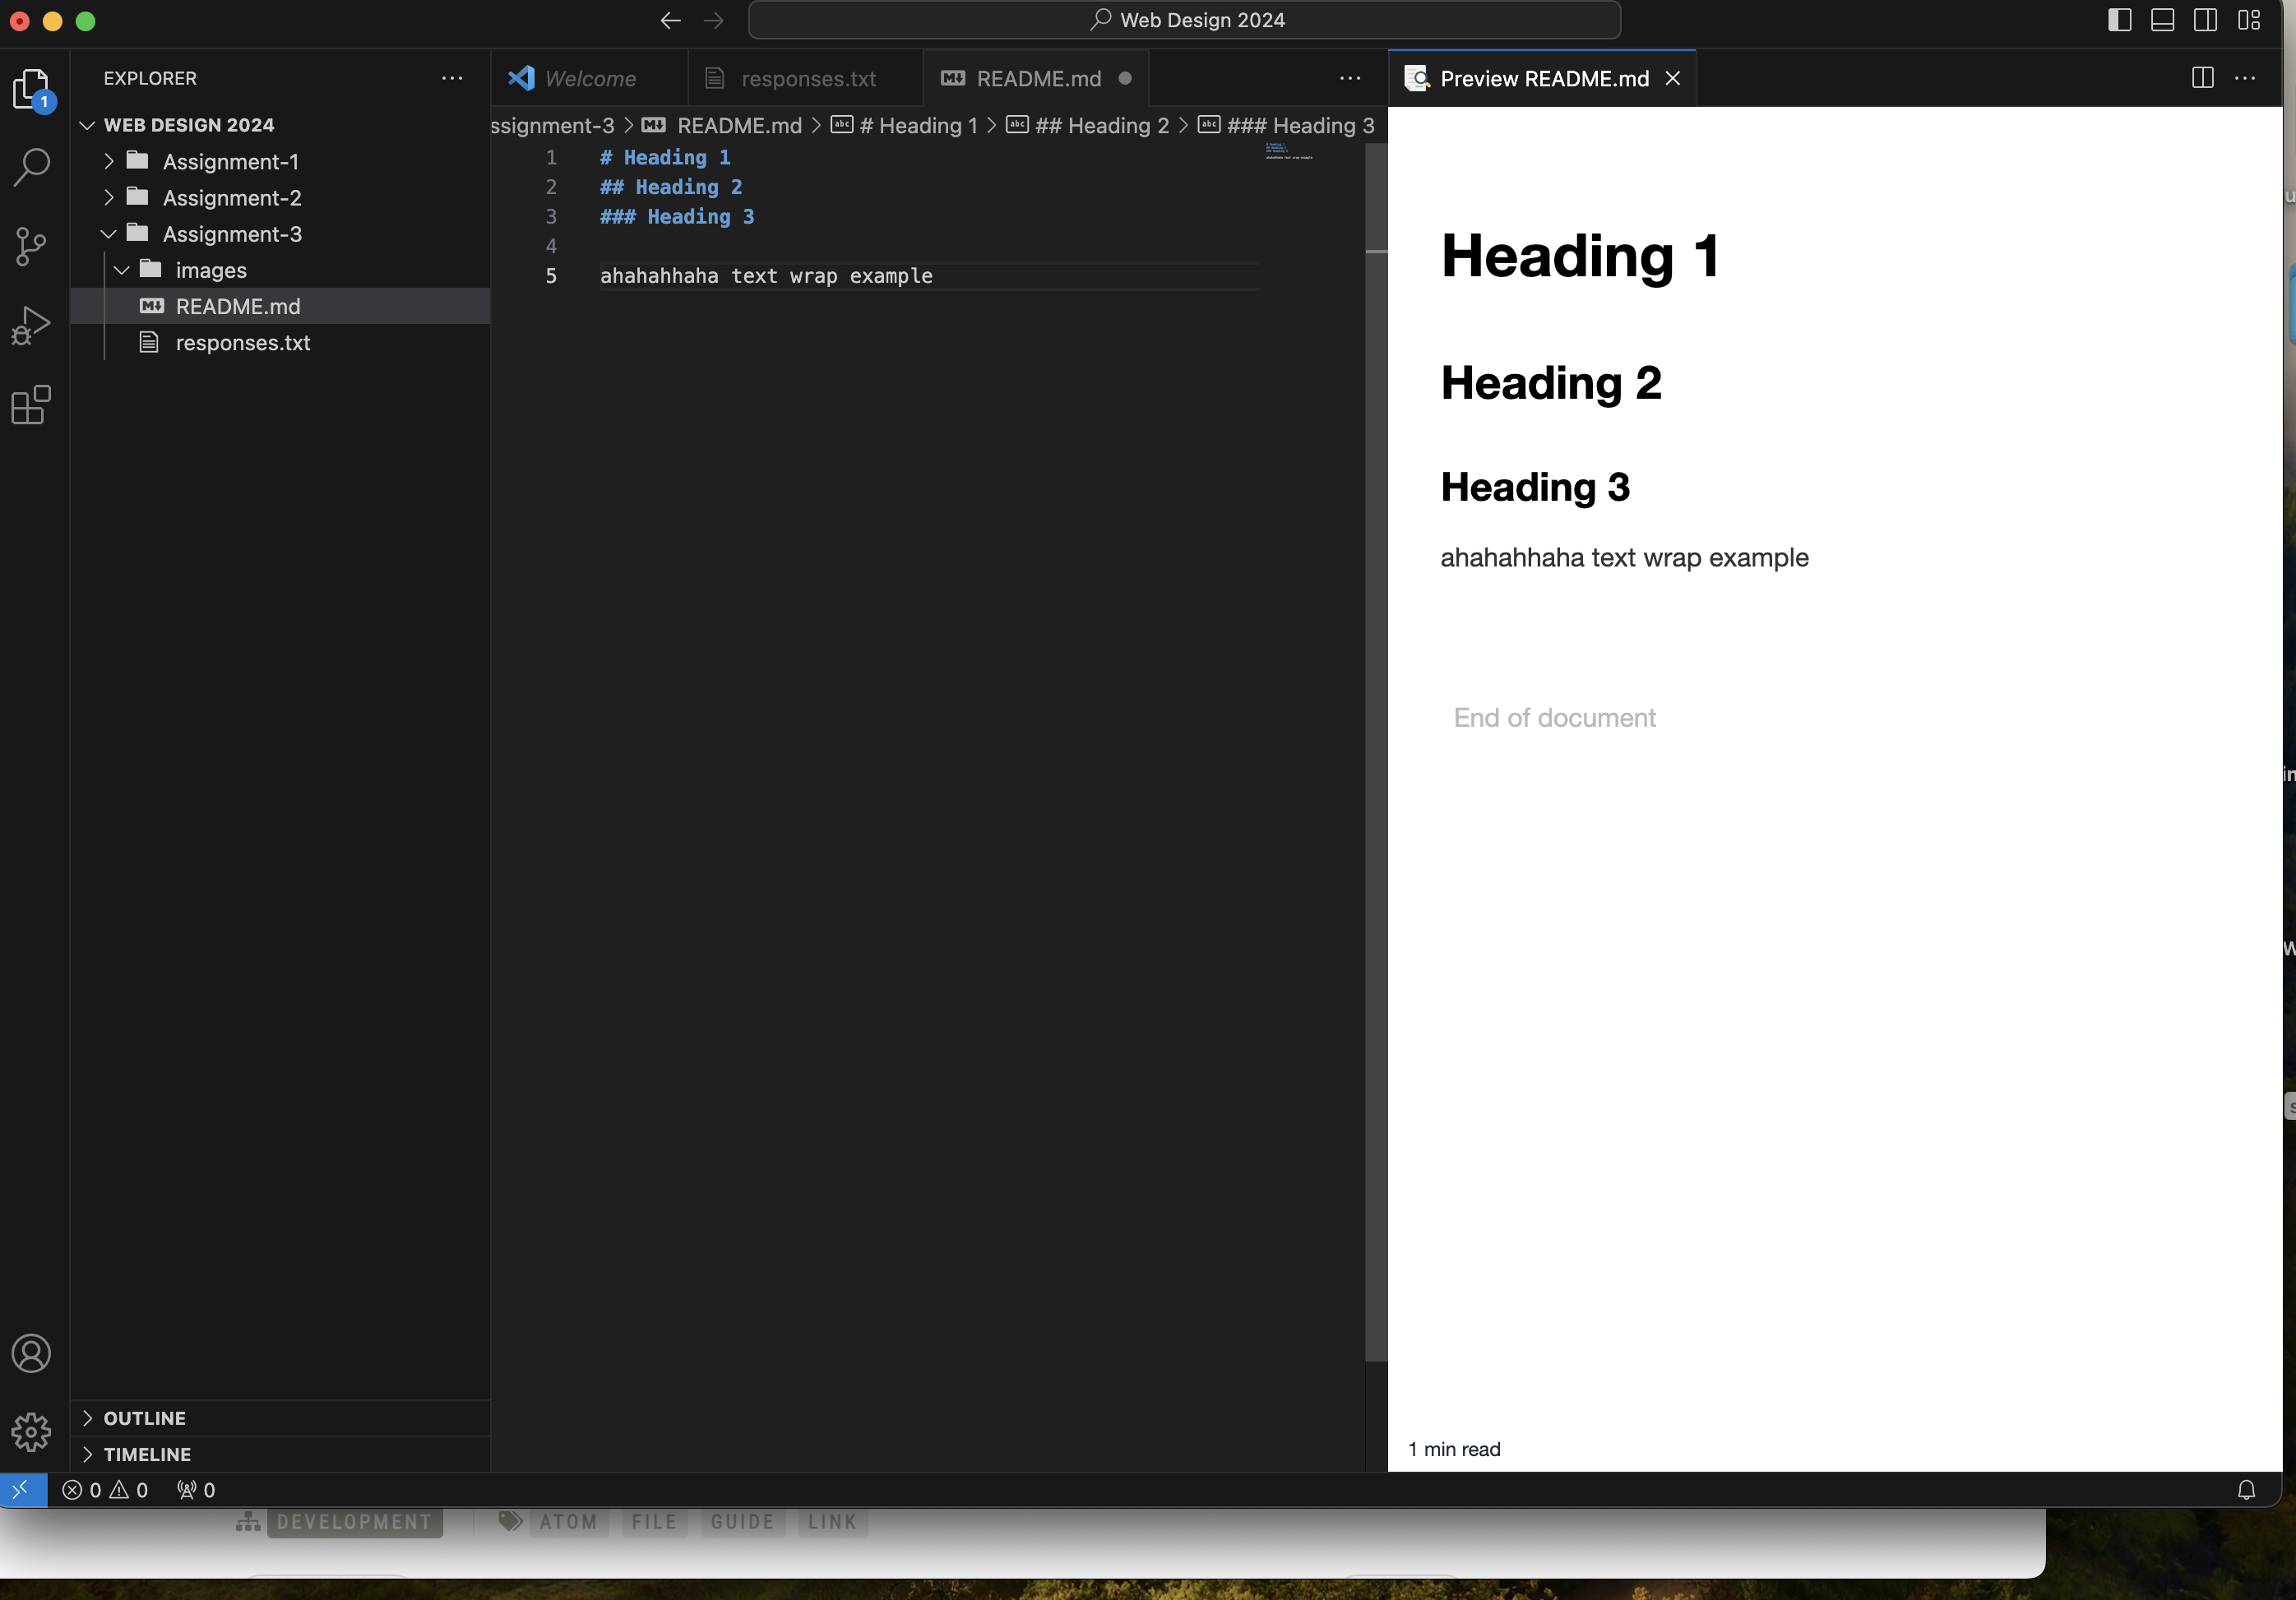 Web Design 2024
1
EXPLORER
WEB DESIGN 2024
Assignment-1
Assignment-2
Assignment-3
images
README.md
responses.txt
OUTLINE
TIMELINE
Welcome
responses.txt
README.md
ssignment-3 > README.md > # Heading 1 > ## Heading 2 > ### Heading 3
1 # Heading 1
2 ## Heading 2
3 ### Heading 3
4
5 ahahahhaha text wrap example
Preview README.md
Heading 1
Heading 2
Heading 3
ahahahhaha text wrap example
End of document
1 min read
0 0 0
DEVELOPMENT ATOM FILE GUIDE LINK